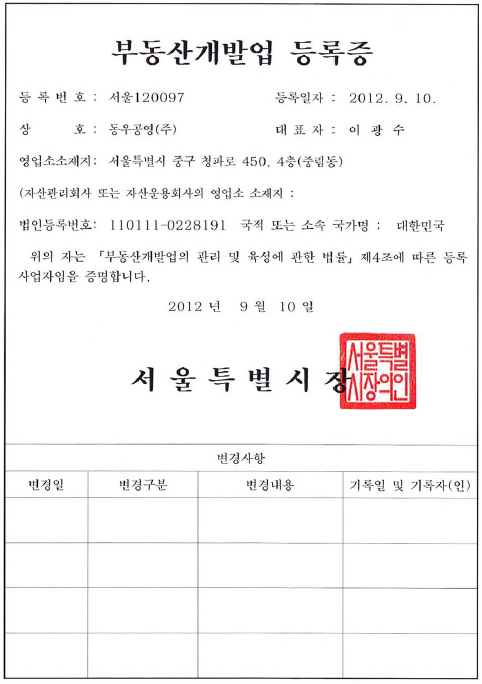 부동산개발업 등록증
등 록 번 호 : 서울120097 등록일자 : 2012. 9. 10.
상 호 : 동우공영(주) 대 표 자 : 이 광 수
영업소소재지: 서울특별시 중구 청파로 450, 4층(중림동)
(자산관리회사 또는 자산운용회사의 영업소 소재지 :
법인등록번호: 110111-0228191 국적 또는 소속 국가명 : 대한민국
위의 자는 「부동산개발업의 관리 및 육성에 관한 법률」 제4조에 따른 등록
사업자임을 증명합니다.
2012 년 9 월 10 일
서 울 특 별 시 장
서울특별
시장의인
변경사항
변경일 변경구분 변경내용 기록일 및 기록자(인)